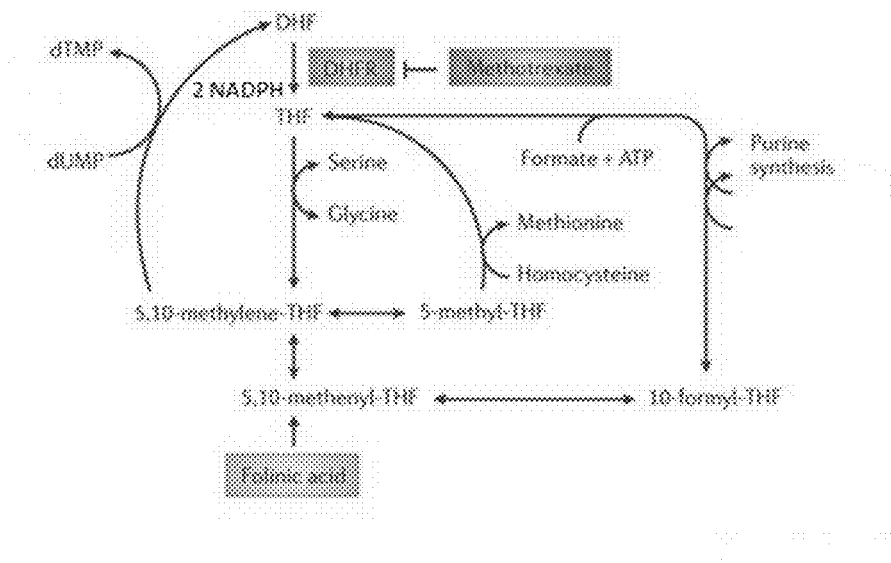 DHF
dTMP
DHFR
Methotrexate
2 NADPH
THF
Formate + ATP
Purine
synthesis
dUMP
Serine
Glycine
Methionine
Homocysteine
5,10-methylene-THF
5-methyl-THF
5,10-methenyl-THF
10-formyl-THF
Folinic acid